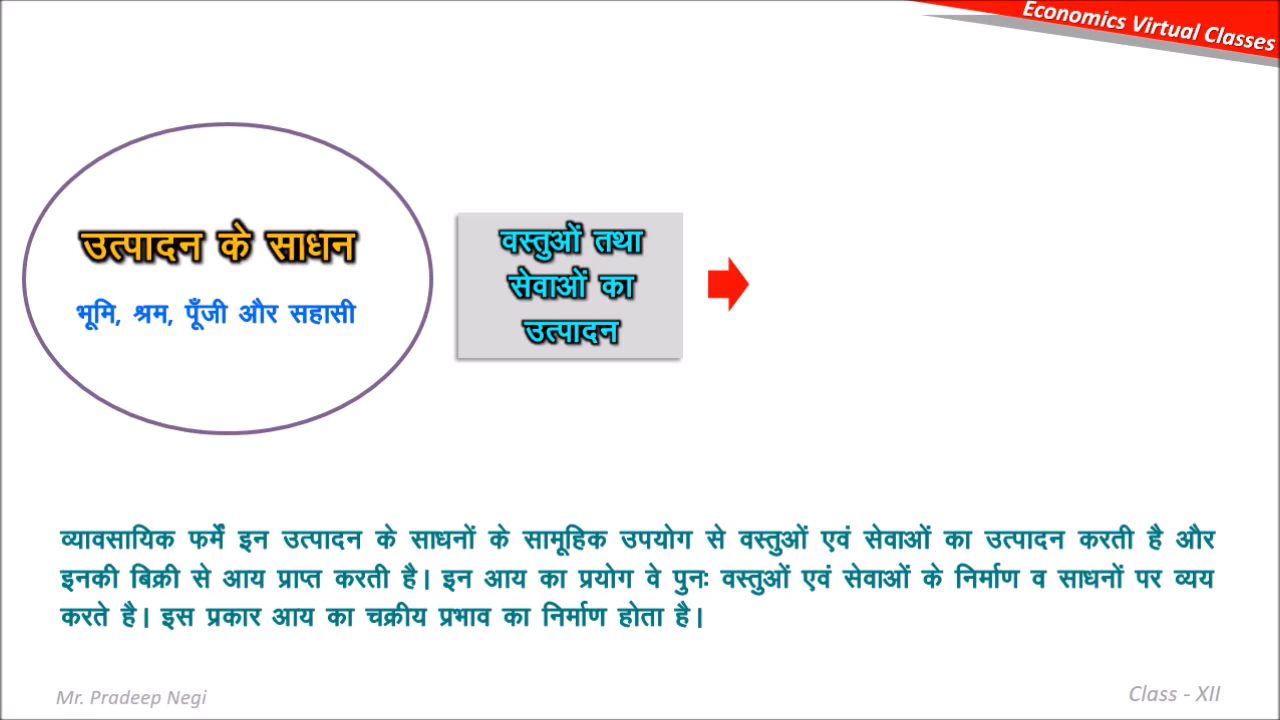 Economics Virtual Classes
उत्पादन के साधन
भूमि, श्रम, पूँजी और सहासी
वस्तुओं तथा
सेवाओं का
उत्पादन
व्यावसायिक फर्में इन उत्पादन के साधनों के सामूहिक उपयोग से वस्तुओं एवं सेवाओं का उत्पादन करती है और
इनकी बिक्री से आय प्राप्त करती है। इन आय का प्रयोग वे पुनः वस्तुओं एवं सेवाओं के निर्माण व साधनों पर व्यय
करते है। इस प्रकार आय का चक्रीय प्रभाव का निर्माण होता है।
Mr. Pradeep Negi
Class - XII